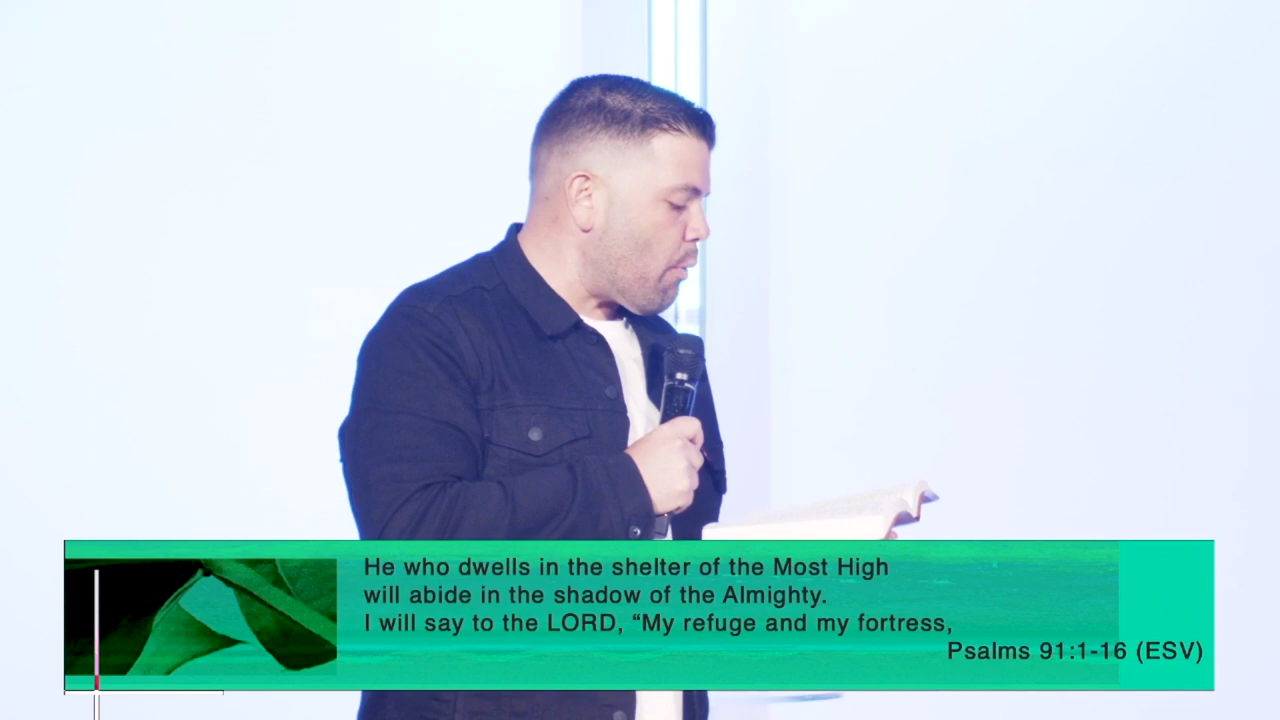 He who dwells in the shelter of the Most High
will abide in the shadow of the Almighty.
I will say to the LORD, “My refuge and my fortress,
Psalms 91:1-16 (ESV)